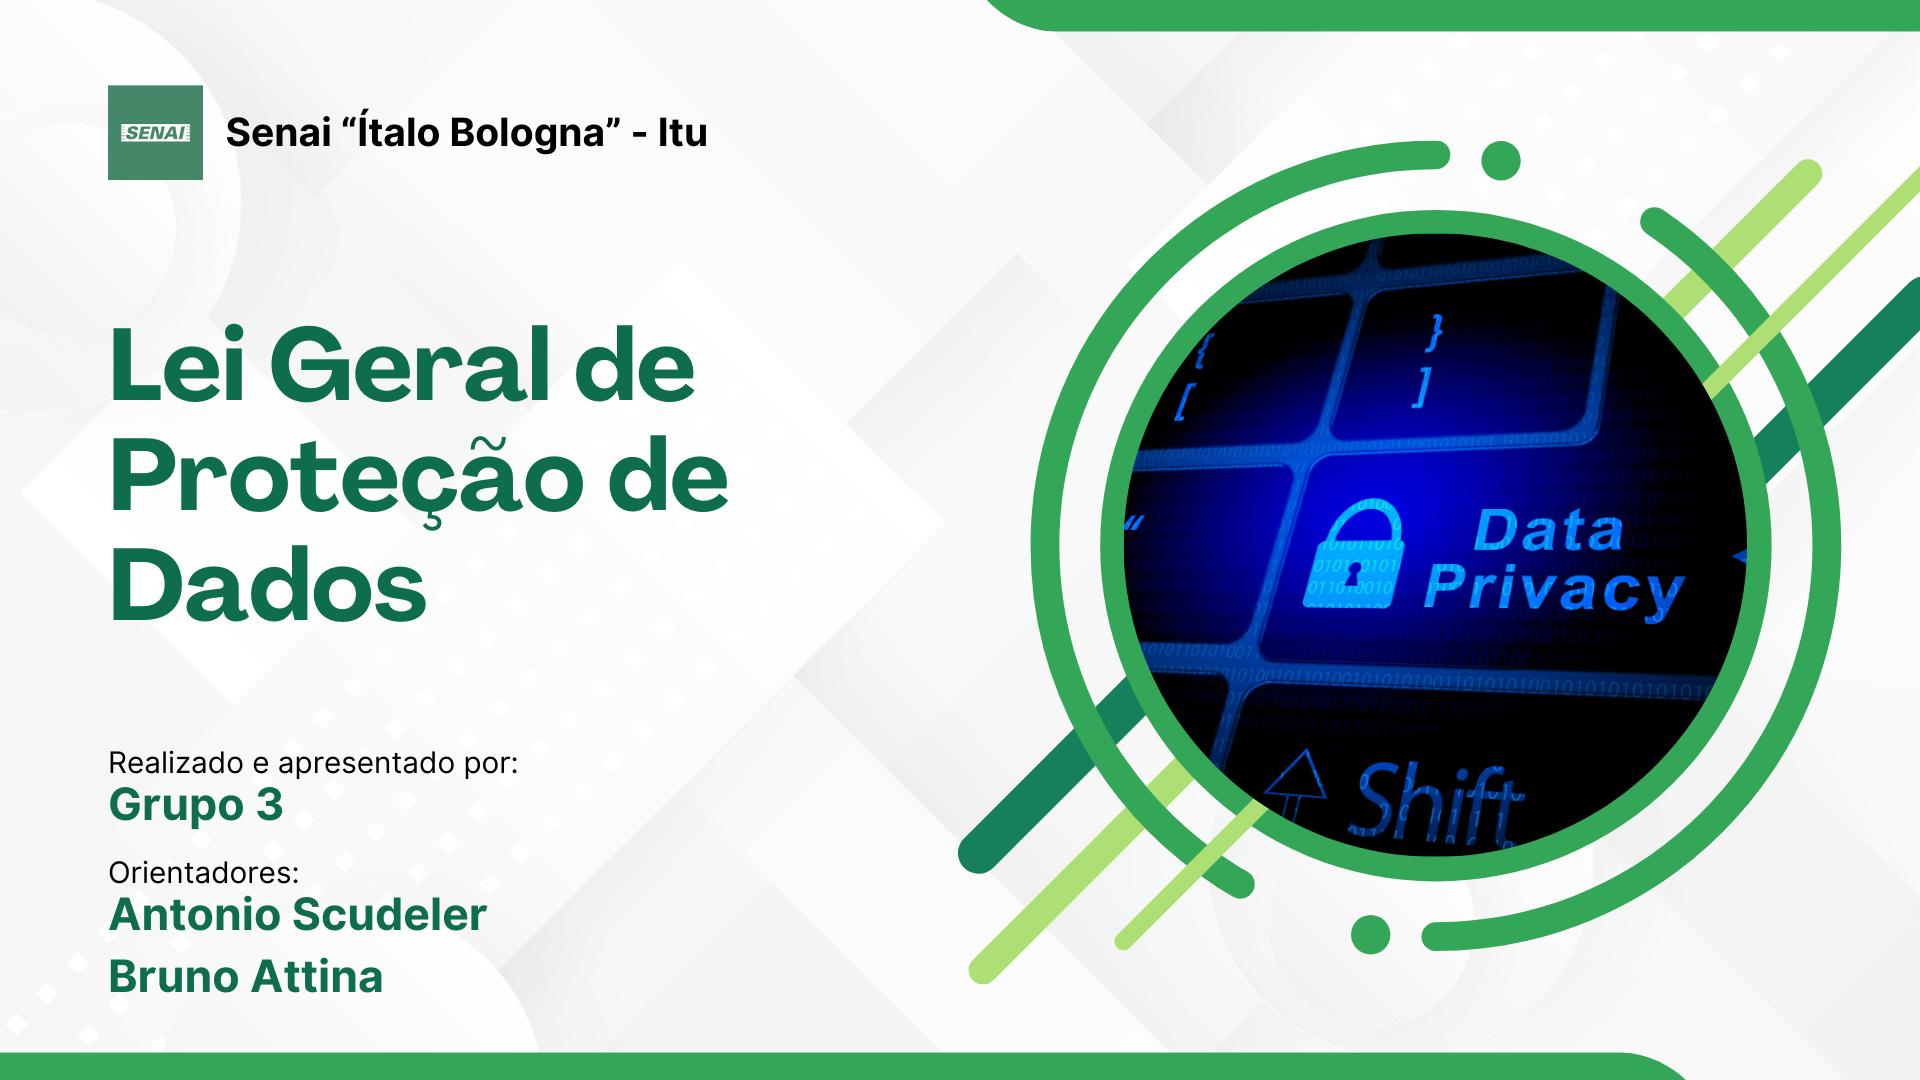 SENAI
Senai “Ítalo Bologna” - Itu
Lei Geral de
Proteção de
Dados
Realizado e apresentado por:
Grupo 3
Orientadores:
Antonio Scudeler
Bruno Attina
{
[
}
]
“
Data
Privacy
Shift